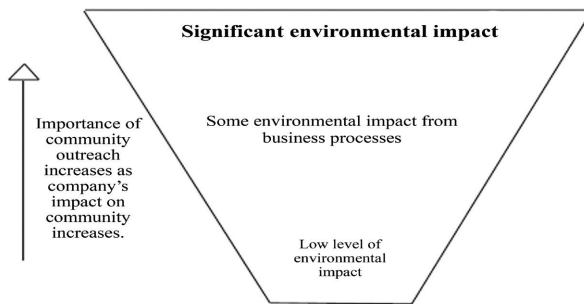 Significant environmental impact
Importance of
community
outreach
increases as
company's
impact on
community
increases.
Some environmental impact from
business processes
Low level of
environmental
impact